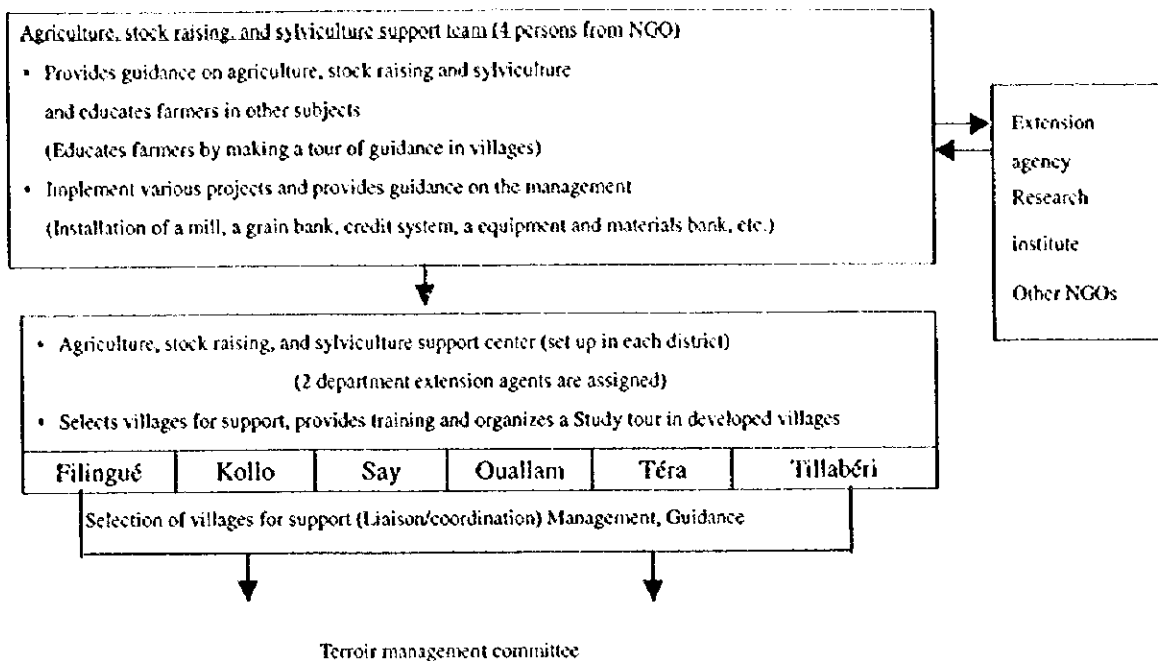 Agriculture, stock raising, and sylviculture support team (4 persons from NGO)
• Provides guidance on agriculture, stock raising and sylviculture
and educates farmers in other subjects
(Educates farmers by making a tour of guidance in villages)
• Implement various projects and provides guidance on the management
(Installation of a mill, a grain bank, credit system, a equipment and materials bank, etc.)
Extension
agency
Research
institute
Other NGOs
• Agriculture, stock raising, and sylviculture support center (set up in each district)
(2 department extension agents are assigned)
• Selects villages for support, provides training and organizes a Study tour in developed villages
Filingué Kollo Say Ouallam Téra Tillabéri
Selection of villages for support (Liaison/coordination) Management, Guidance
Terroir management committee